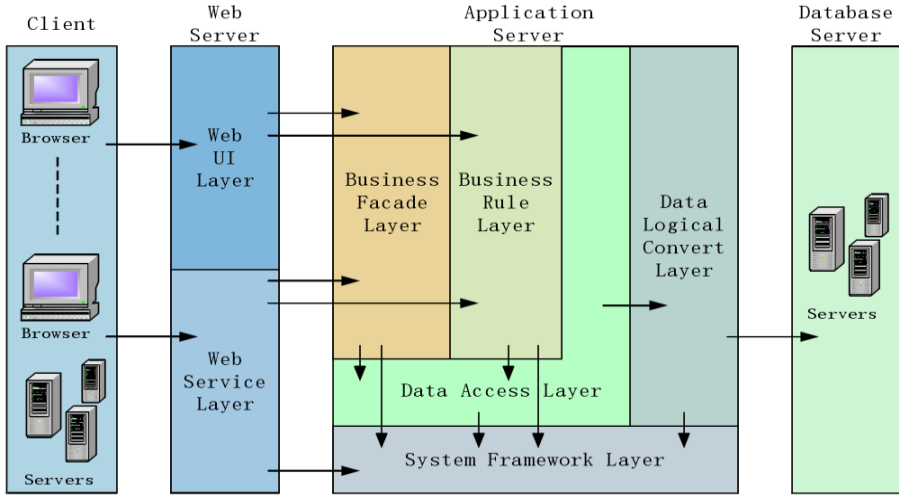 Client
Web
Server
Application
Server
Database
Server
Browser
Browser
Servers
Web
UI
Layer
Web
Service
Layer
Business
Facade
Layer
Business
Rule
Layer
Data
Logical
Convert
Layer
Data Access Layer
System Framework Layer
Servers